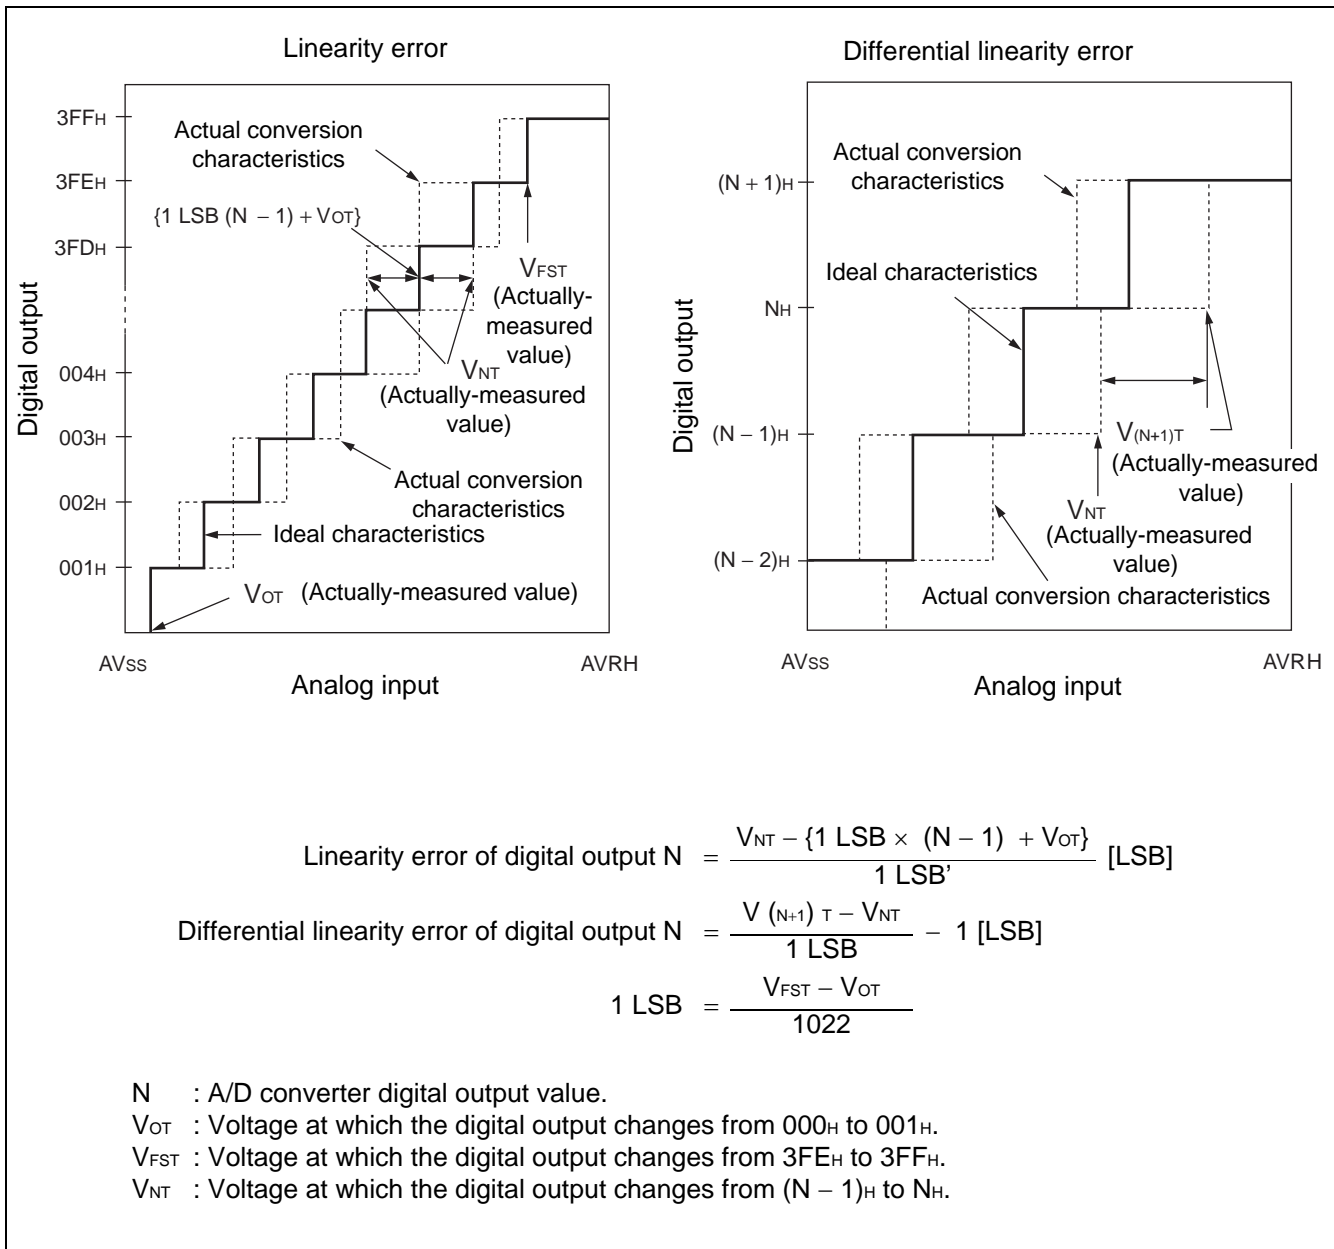 Linearity error
3FFH
3FEH
3FDH
004H
003H
002H
001H
Digital output
Actual conversion
characteristics
{1 LSB (N − 1) + VOT}
VFST
(Actually-
measured
value)
VNT
(Actually-measured
value)
Actual conversion
characteristics
Ideal characteristics
VOT (Actually-measured value)
AVSS
AVRH
Analog input
Differential linearity error
(N + 1)H
NH
(N − 1)H
(N − 2)H
Digital output
Actual conversion
characteristics
Ideal characteristics
V(N+1)T
(Actually-measured
value)
VNT
(Actually-measured
value)
Actual conversion characteristics
AVSS
AVRH
Analog input
Linearity error of digital output N = VNT − {1 LSB × (N − 1) + VOT} / 1 LSB' [LSB]
Differential linearity error of digital output N = V (N+1) T − VNT / 1 LSB − 1 [LSB]
1 LSB = VFST − VOT / 1022
N : A/D converter digital output value.
VOT : Voltage at which the digital output changes from 000H to 001H.
VFST : Voltage at which the digital output changes from 3FEH to 3FFH.
VNT : Voltage at which the digital output changes from (N − 1)H to NH.